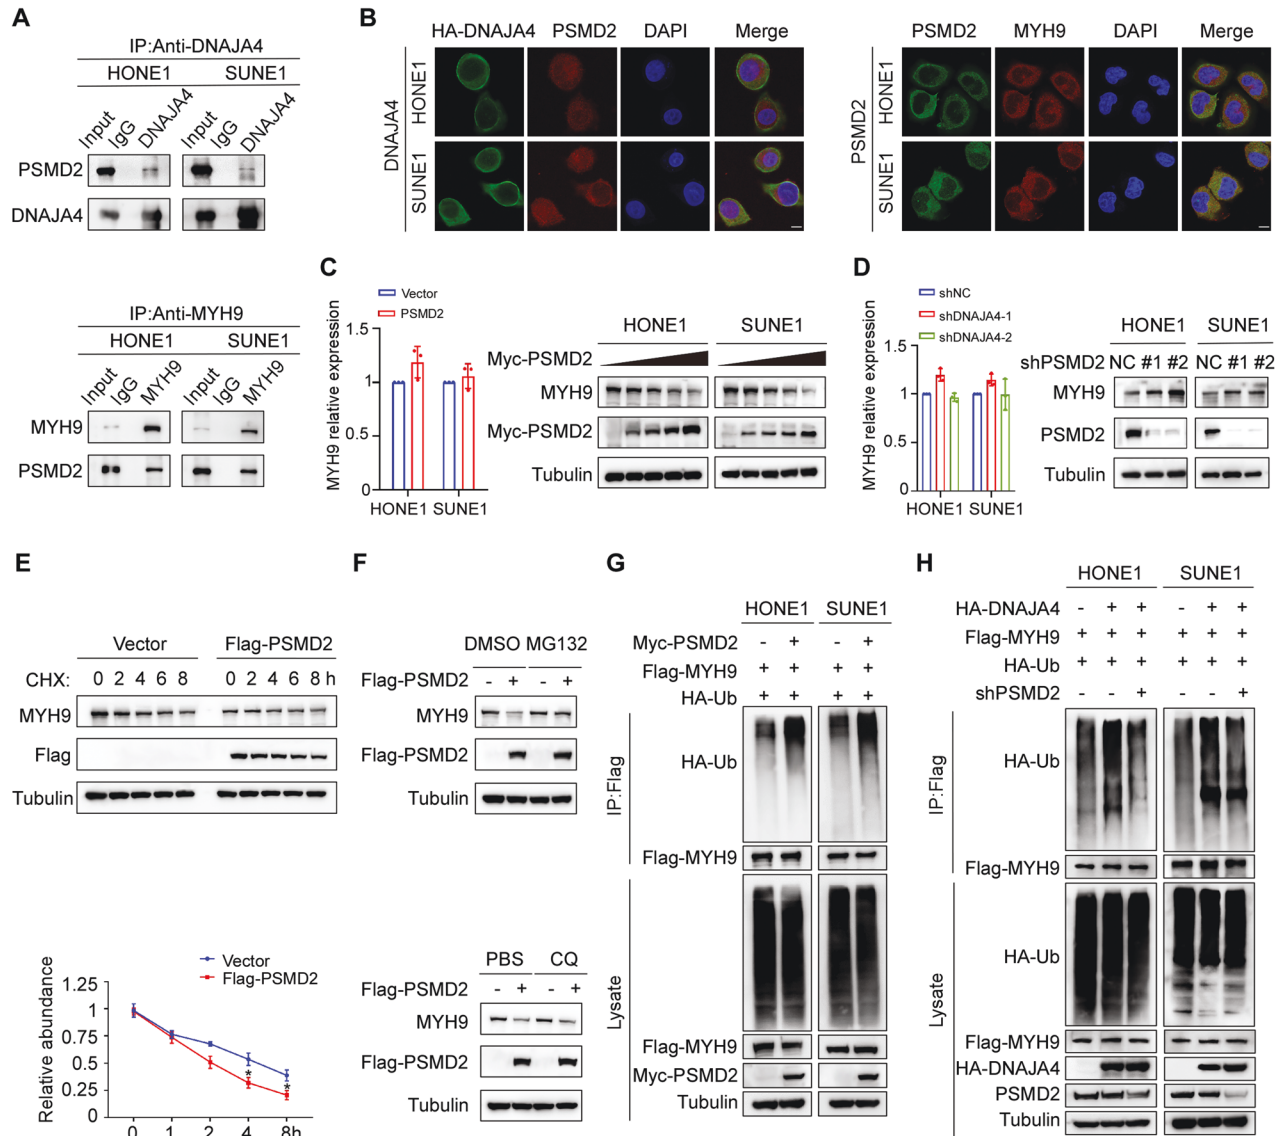 A
IP:Anti-DNAJA4
HONE1 SUNE1
Input IgG DNAJA4 Input IgG DNAJA4
PSMD2
DNAJA4
IP:Anti-MYH9
HONE1 SUNE1
Input IgG MYH9 Input IgG MYH9
MYH9
PSMD2
B
HA-DNAJA4 PSMD2 DAPI Merge
DNAJA4
HONE1
SUNE1
PSMD2 MYH9 DAPI Merge
PSMD2
HONE1
SUNE1
C
Vector
PSMD2
MYH9 relative expression
1.5
1
0.5
0
HONE1 SUNE1
HONE1 SUNE1
Myc-PSMD2
MYH9
Myc-PSMD2
Tubulin
D
shNC
shDNAJA4-1
shDNAJA4-2
MYH9 relative expression
1.5
1
0.5
0
HONE1 SUNE1
HONE1 SUNE1
shPSMD2 NC #1 #2 NC #1 #2
MYH9
PSMD2
Tubulin
E
Vector Flag-PSMD2
CHX: 0 2 4 6 8 0 2 4 6 8 h
MYH9
Flag
Tubulin
Vector
Flag-PSMD2
Relative abundance
1.25
1
0.75
0.5
0.25
0
* *
0 1 2 4 8h
F
DMSO MG132
Flag-PSMD2 - + - +
MYH9
Flag-PSMD2
Tubulin
PBS CQ
Flag-PSMD2 - + - +
MYH9
Flag-PSMD2
Tubulin
G
HONE1 SUNE1
Myc-PSMD2 - + - +
Flag-MYH9 + + + +
HA-Ub + + + +
IP:Flag
HA-Ub
Flag-MYH9
Lysate
HA-Ub
Flag-MYH9
Myc-PSMD2
Tubulin
H
HONE1 SUNE1
HA-DNAJA4 - + + - + +
Flag-MYH9 + + + + + +
HA-Ub + + + + + +
shPSMD2 - - + - - +
IP:Flag
HA-Ub
Flag-MYH9
Lysate
HA-Ub
Flag-MYH9
HA-DNAJA4
PSMD2
Tubulin